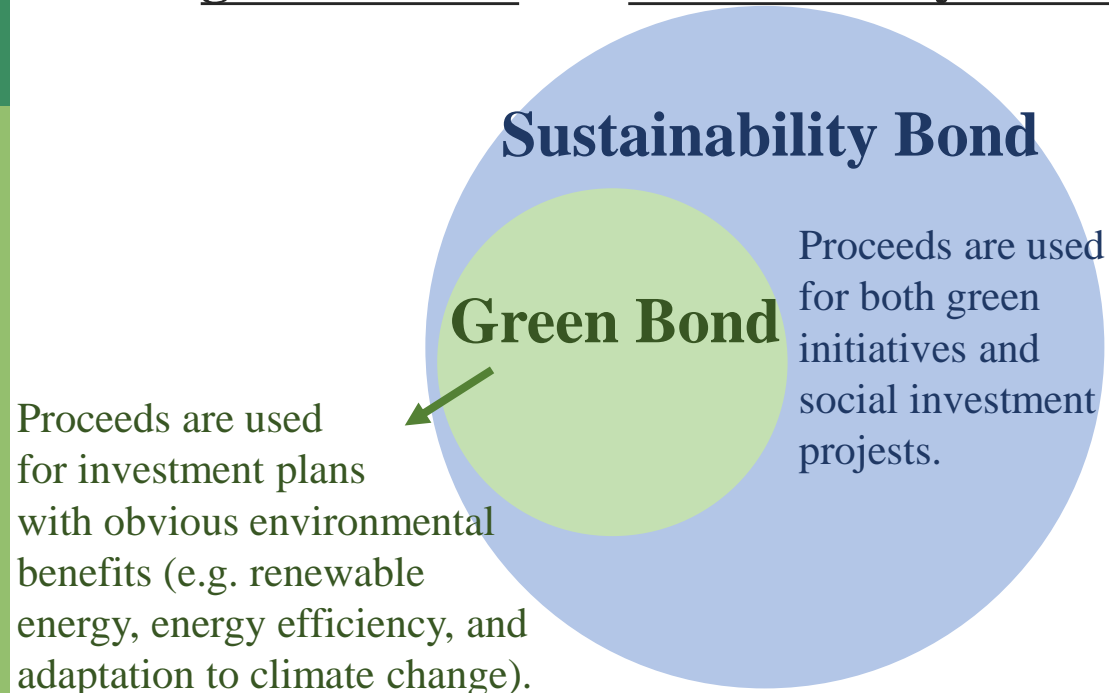 Sustainability Bond
Green Bond
Proceeds are used
for both green
initiatives and
social investment
projests.
Proceeds are used
for investment plans
with obvious environmental
benefits (e.g. renewable
energy, energy efficiency, and
adaptation to climate change).